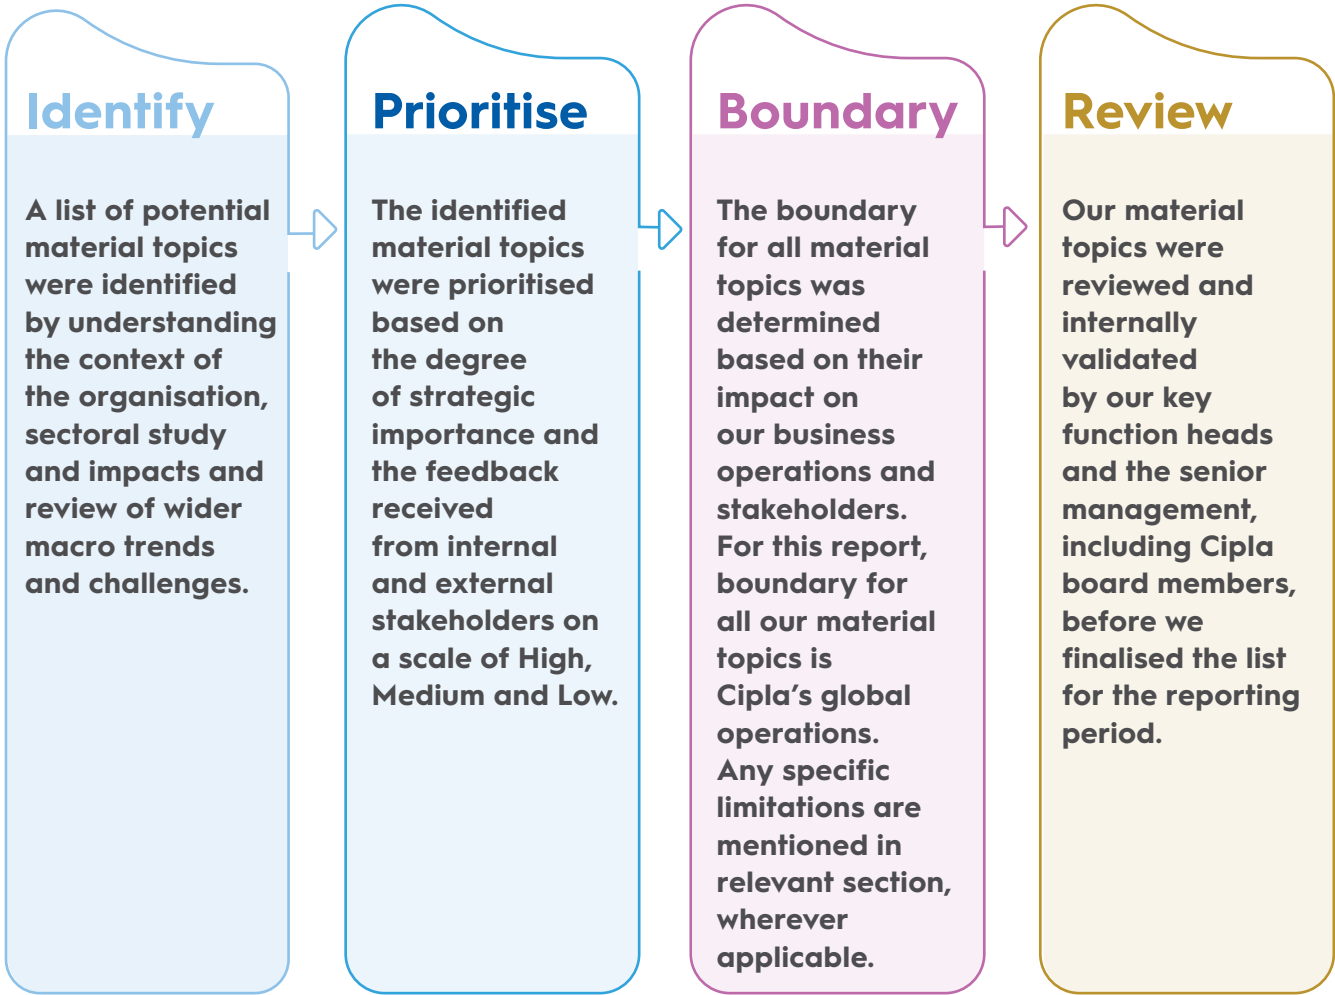 Identify
A list of potential
material topics
were identified
by understanding
the context of
the organisation,
sectoral study
and impacts and
review of wider
macro trends
and challenges.
Prioritise
The identified
material topics
were prioritised
based on
the degree
of strategic
importance and
the feedback
received
from internal
and external
stakeholders on
a scale of High,
Medium and Low.
Boundary
The boundary
for all material
topics was
determined
based on their
impact on
our business
operations and
stakeholders.
For this report,
boundary for
all our material
topics is
Cipla’s global
operations.
Any specific
limitations are
mentioned in
relevant section,
wherever
applicable.
Review
Our material
topics were
reviewed and
internally
validated
by our key
function heads
and the senior
management,
including Cipla
board members,
before we
finalised the list
for the reporting
period.